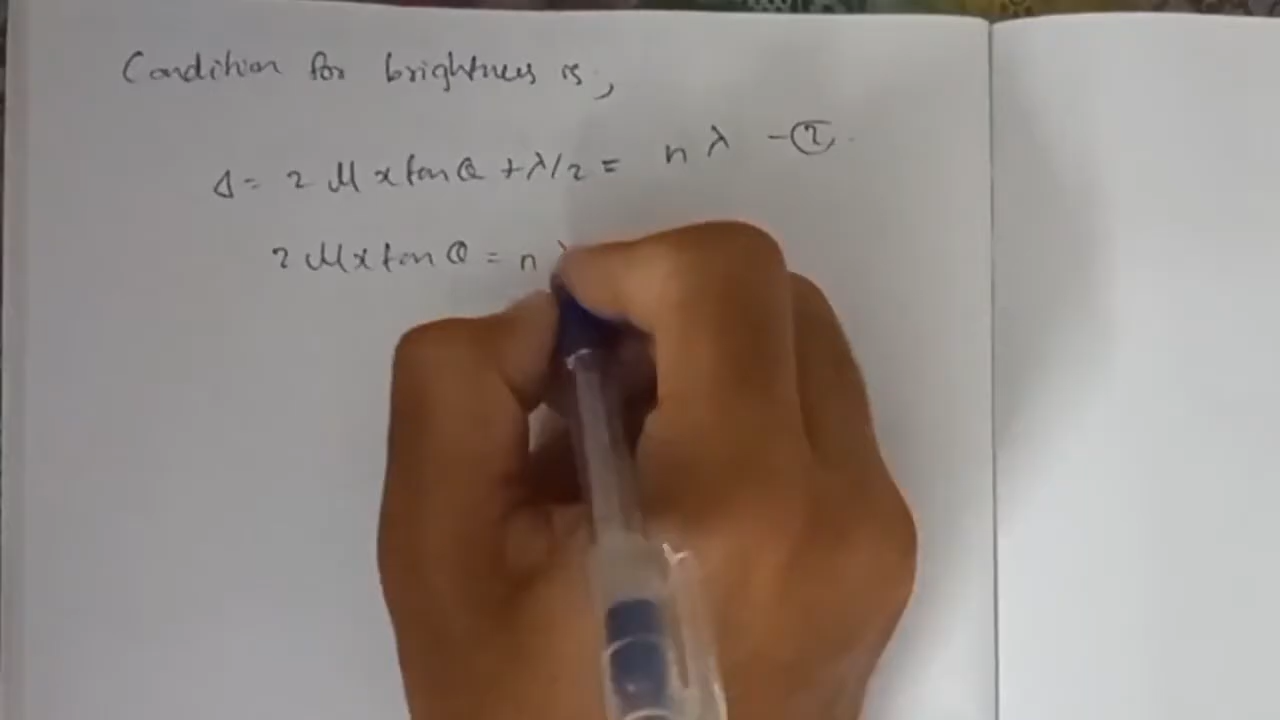 Condition for brightness is,
Δ = 2 μ x tan θ + λ/2 = n λ - ②
2 μ x tan θ = n λ